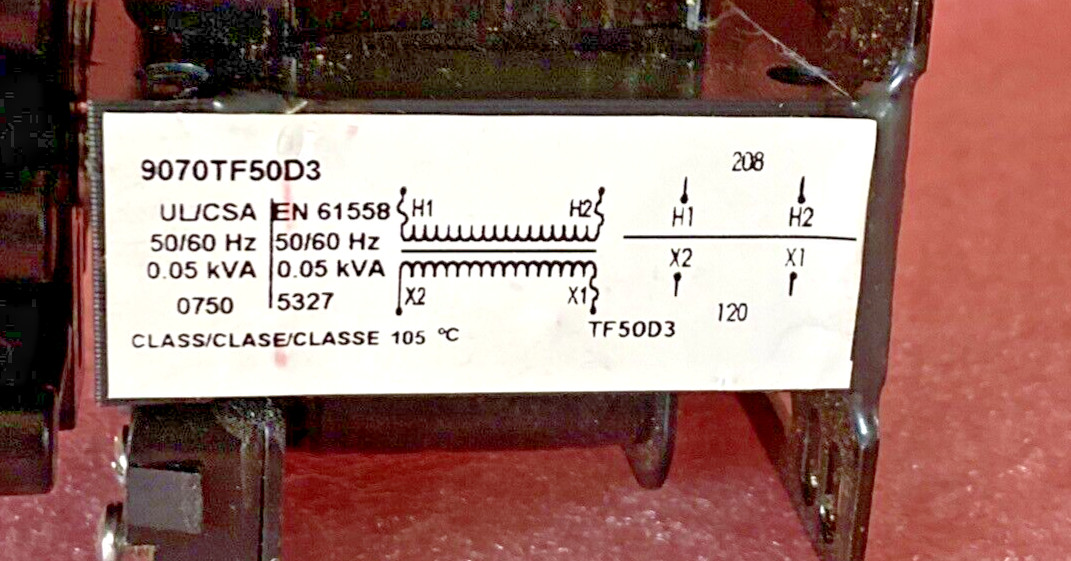 9070TF50D3
UL/CSA EN 61558
50/60 Hz 50/60 Hz
0.05 kVA 0.05 kVA
0750 5327
CLASS/CLASE/CLASSE 105 °C
H1 H2
X2 X1
TF50D3
208
H1 H2
X2 X1
120